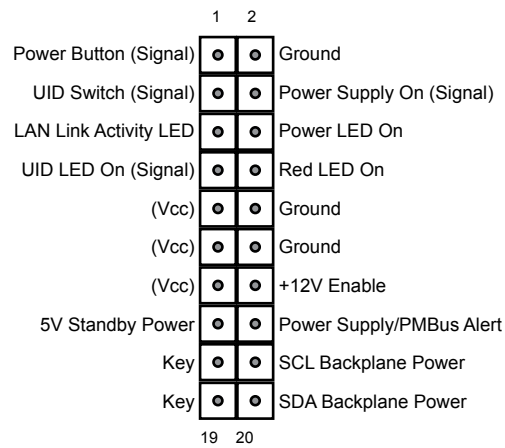 1 2
Power Button (Signal) Ground
UID Switch (Signal) Power Supply On (Signal)
LAN Link Activity LED Power LED On
UID LED On (Signal) Red LED On
(Vcc) Ground
(Vcc) Ground
(Vcc) +12V Enable
5V Standby Power Power Supply/PMBus Alert
Key SCL Backplane Power
Key SDA Backplane Power
19 20